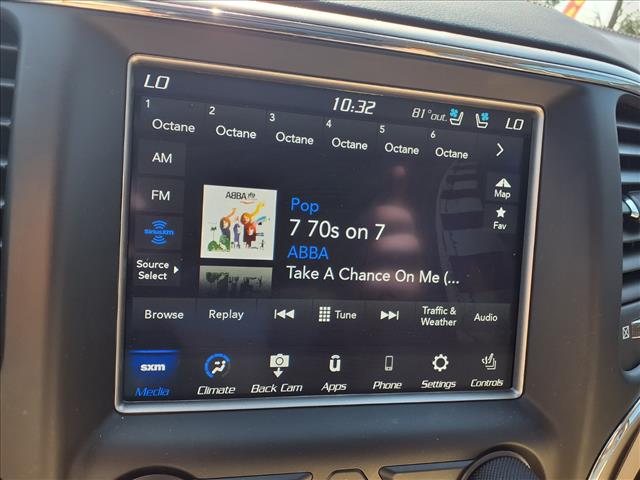 LO 10:32 81°out. LO
1 2 3 4 5 6
Octane Octane Octane Octane Octane Octane
AM
FM
siriusxm
Source
Select
ABBA
Pop
7 70s on 7
ABBA
Take A Chance On Me (...
Map
Fav
Browse Replay Tune Traffic & Weather Audio
sxm
Media Climate Back Cam Apps Phone Settings Controls